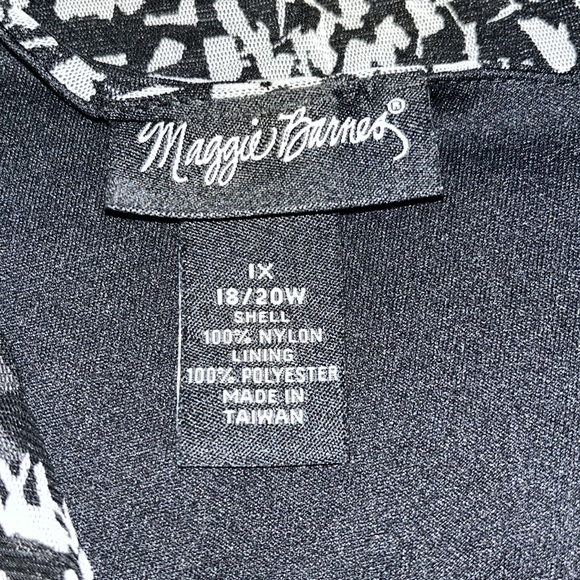 Maggie Barnes®
1X
18/20W
SHELL
100% NYLON
LINING
100% POLYESTER
MADE IN
TAIWAN